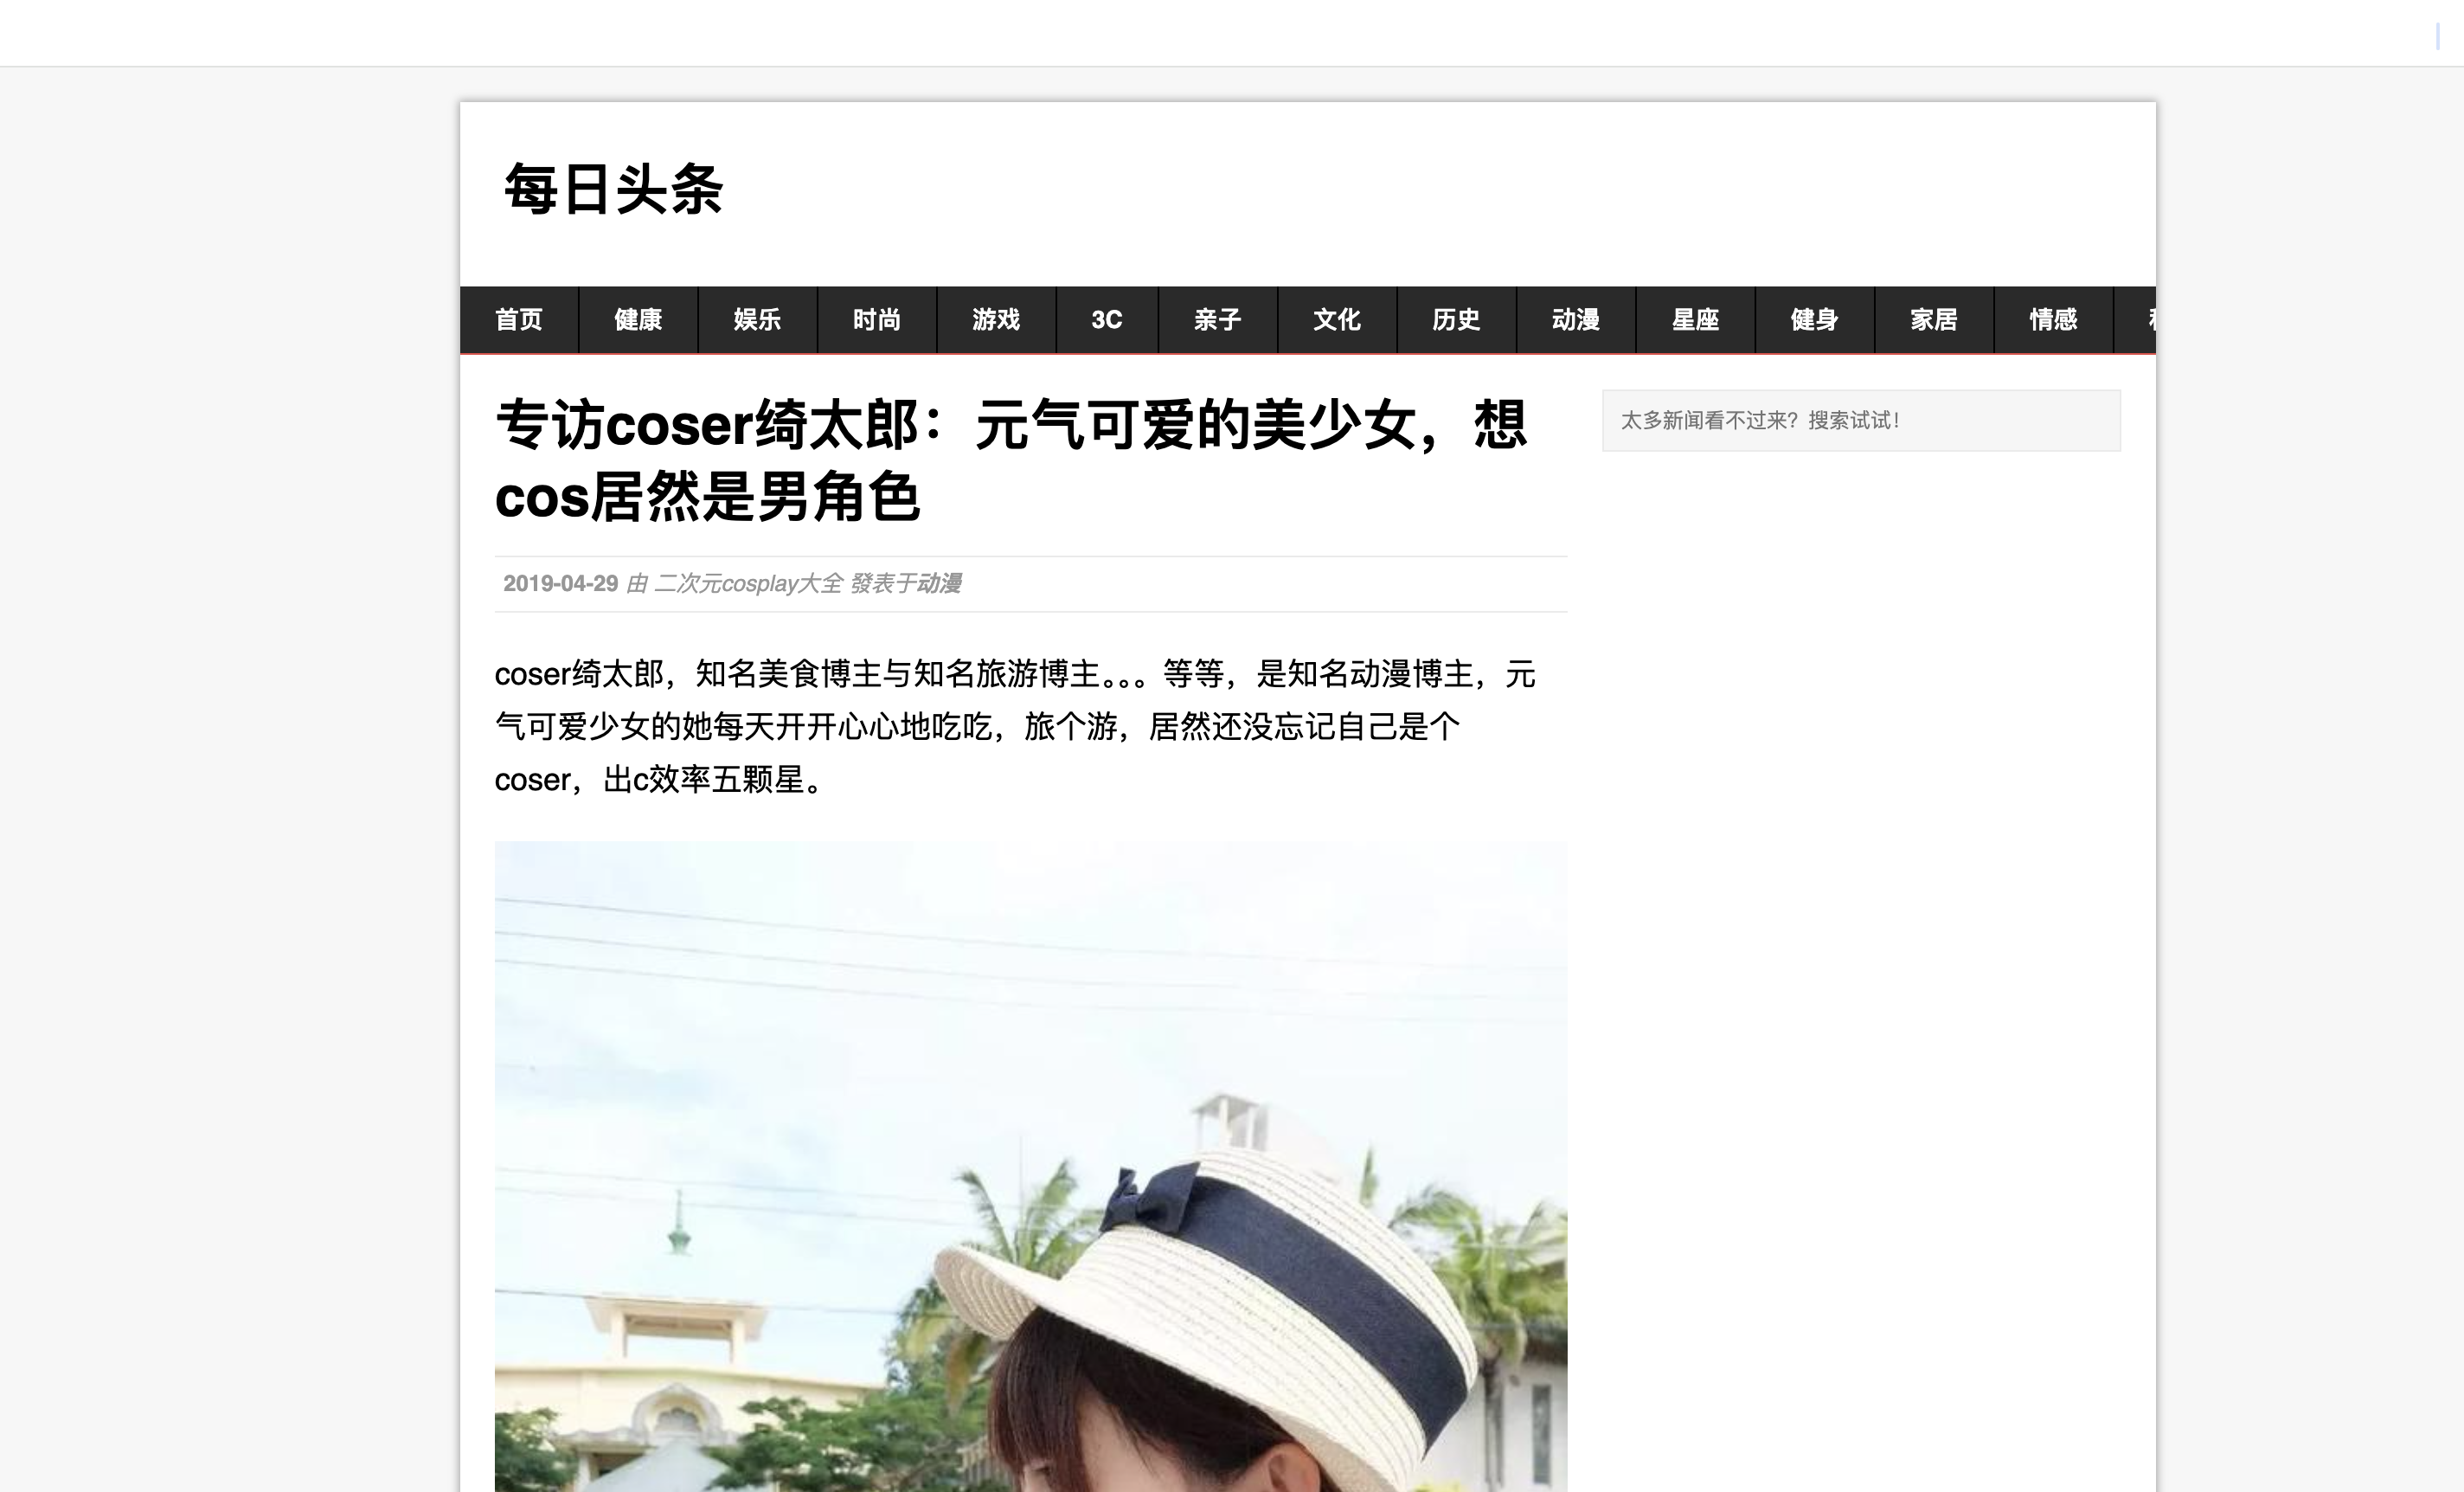 每日头条
首页 健康 娱乐 时尚 游戏 3C 亲子 文化 历史 动漫 星座 健身 家居 情感
专访coser绮太郎：元气可爱的美少女，想
cos居然是男角色
太多新闻看不过来？搜索试试！
2019-04-29 由 二次元cosplay大全 發表于动漫
coser绮太郎，知名美食博主与知名旅游博主。。。等等，是知名动漫博主，元
气可爱少女的她每天开开心心地吃吃，旅个游，居然还没忘记自己是个
coser，出c效率五颗星。